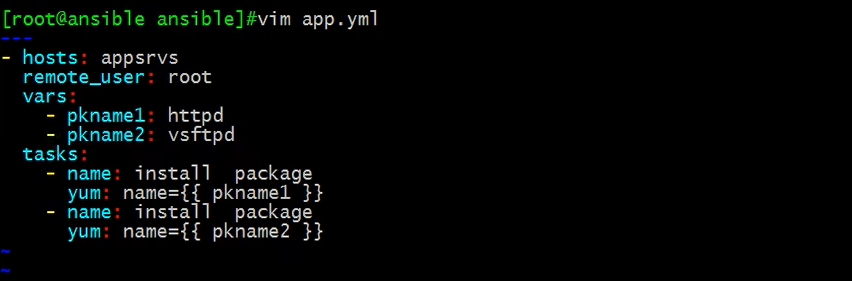 [root@ansible ansible]#vim app.yml
---
- hosts: appsrvs
  remote_user: root
  vars:
    - pkname1: httpd
    - pkname2: vsftpd
  tasks:
    - name: install  package
      yum: name={{ pkname1 }}
    - name: install  package
      yum: name={{ pkname2 }}
~
~